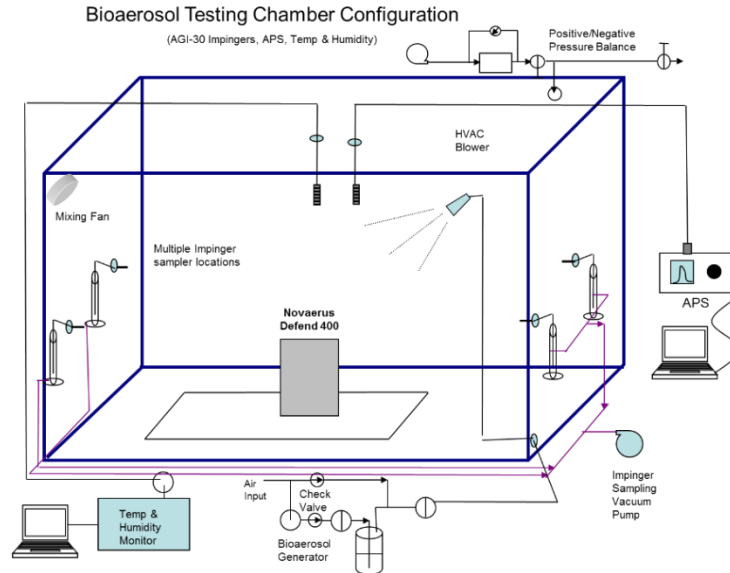 Bioaerosol Testing Chamber Configuration
(AGI-30 Impingers, APS, Temp & Humidity)
Positive/Negative
Pressure Balance
HVAC
Blower
Mixing Fan
Multiple Impinger
sampler locations
Novaerus
Defend 400
APS
Air
Input
Check
Valve
Bioaerosol
Generator
Temp &
Humidity
Monitor
Impinger
Sampling
Vacuum
Pump